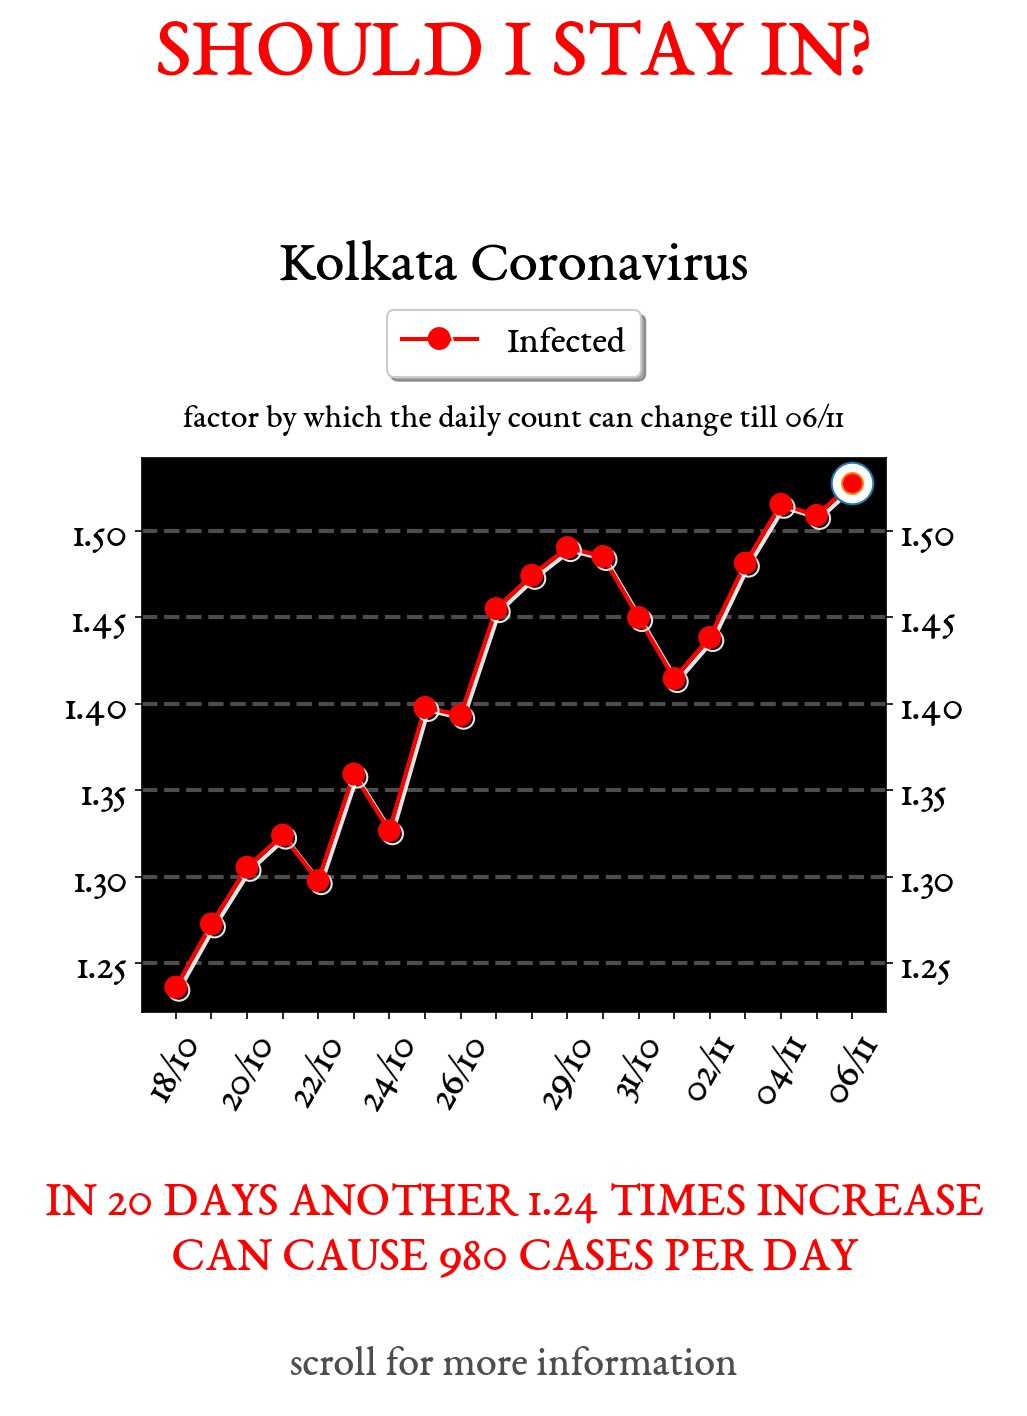 SHOULD I STAY IN?
Kolkata Coronavirus
Infected
factor by which the daily count can change till 06/11
1.50 1.50
1.45 1.45
1.40 1.40
1.35 1.35
1.30 1.30
1.25 1.25
18/10 20/10 22/10 24/10 26/10 29/10 31/10 02/11 04/11 06/11
IN 20 DAYS ANOTHER 1.24 TIMES INCREASE
CAN CAUSE 980 CASES PER DAY
scroll for more information